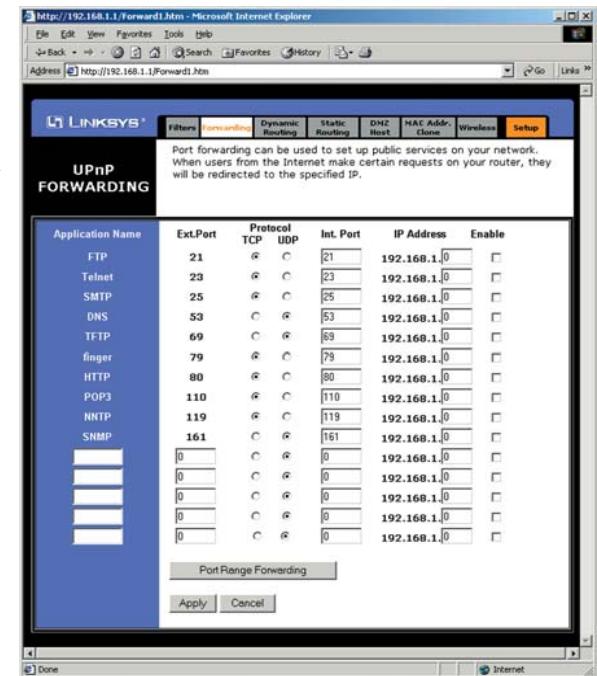 http://192.168.1.1/Forward1.htm - Microsoft Internet Explorer
File Edit View Favorites Tools Help
Back Search Favorites History
Address http://192.168.1.1/Forward1.htm Go Links »
LINKSYS®
Filters Forwarding Dynamic Routing Static Routing DMZ Host MAC Addr. Clone Wireless Setup
UPnP FORWARDING
Port forwarding can be used to set up public services on your network.
When users from the Internet make certain requests on your router, they
will be redirected to the specified IP.
Application Name Ext.Port Protocol TCP UDP Int. Port IP Address Enable
FTP 21 21 192.168.1.0
Telnet 23 23 192.168.1.0
SMTP 25 25 192.168.1.0
DNS 53 53 192.168.1.0
TFTP 69 69 192.168.1.0
finger 79 79 192.168.1.0
HTTP 80 80 192.168.1.0
POP3 110 110 192.168.1.0
NNTP 119 119 192.168.1.0
SNMP 161 161 192.168.1.0
0 0 192.168.1.0
0 0 192.168.1.0
0 0 192.168.1.0
0 0 192.168.1.0
0 0 192.168.1.0
Port Range Forwarding
Apply Cancel
Done Internet